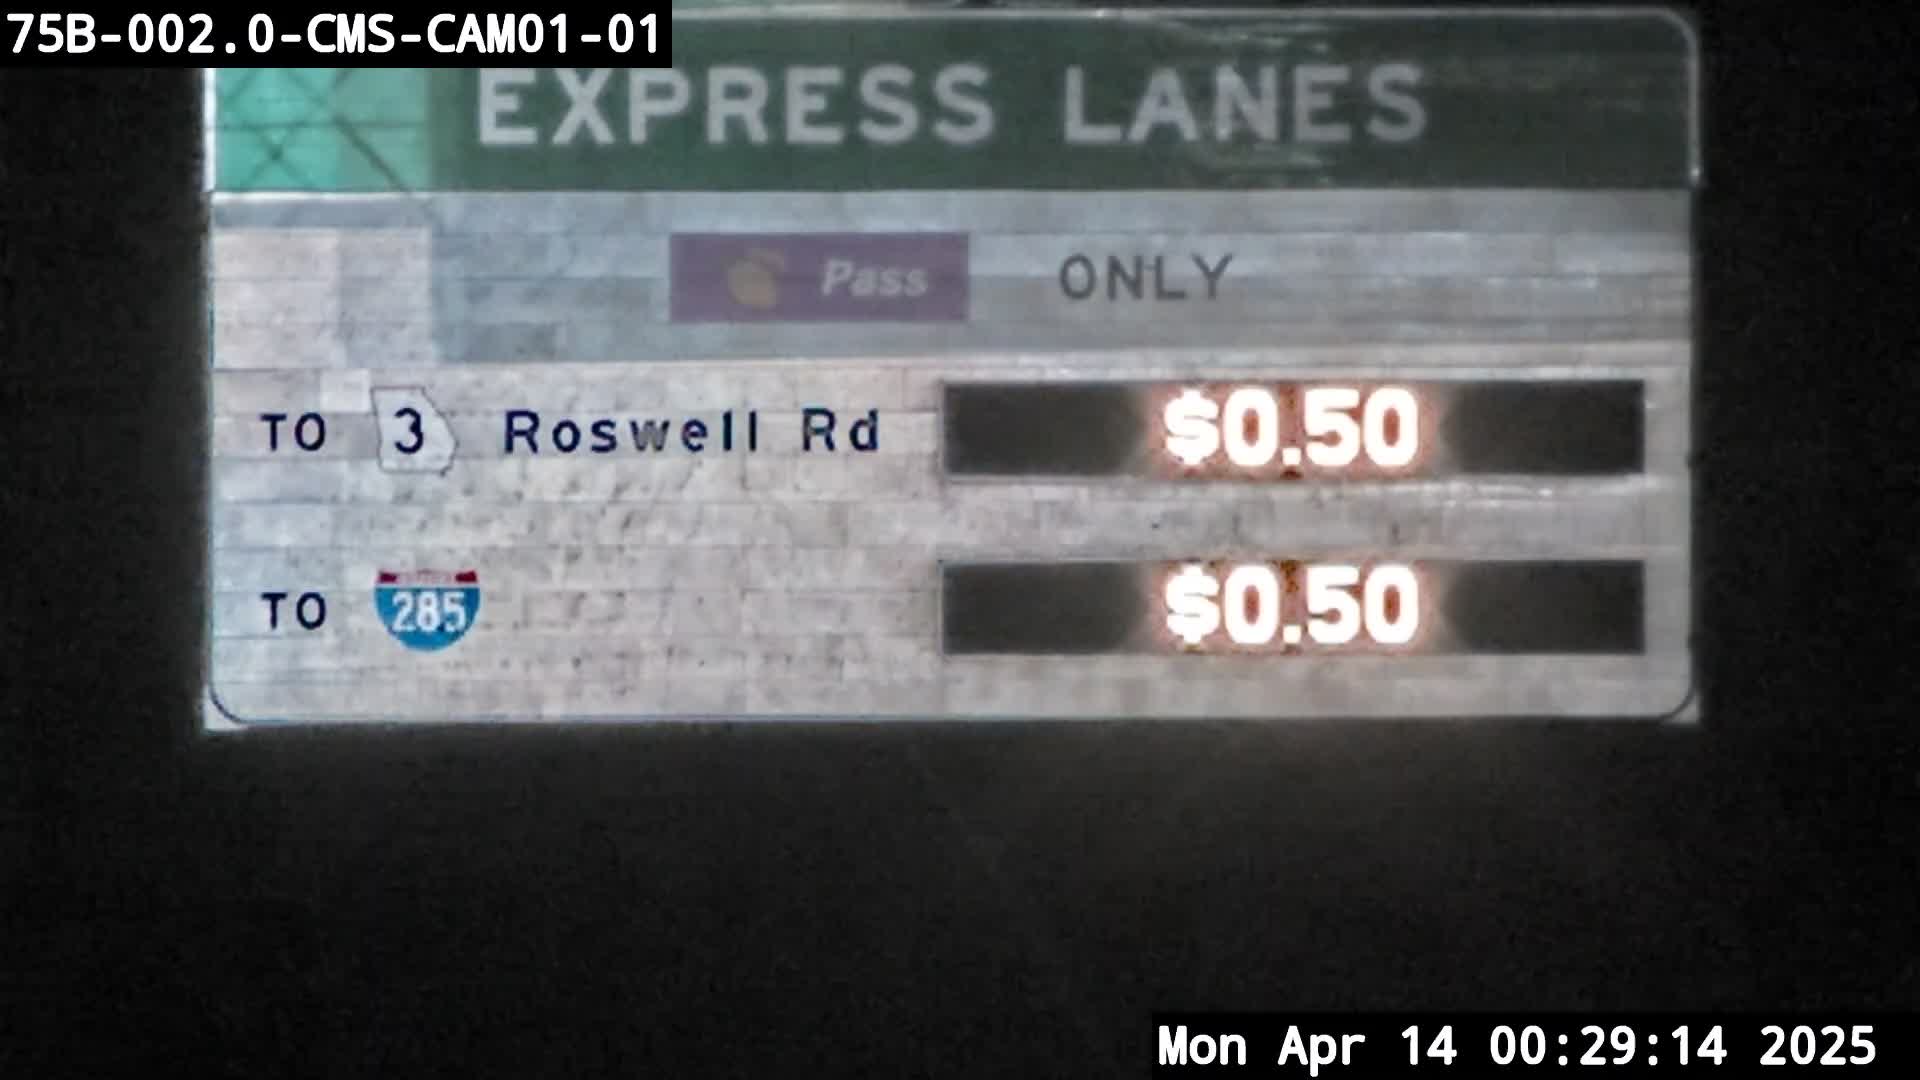 75B-002.0-CMS-CAM01-01
EXPRESS LANES
Pass ONLY
TO 3 Roswell Rd $0.50
TO 285 $0.50
Mon Apr 14 00:29:14 2025